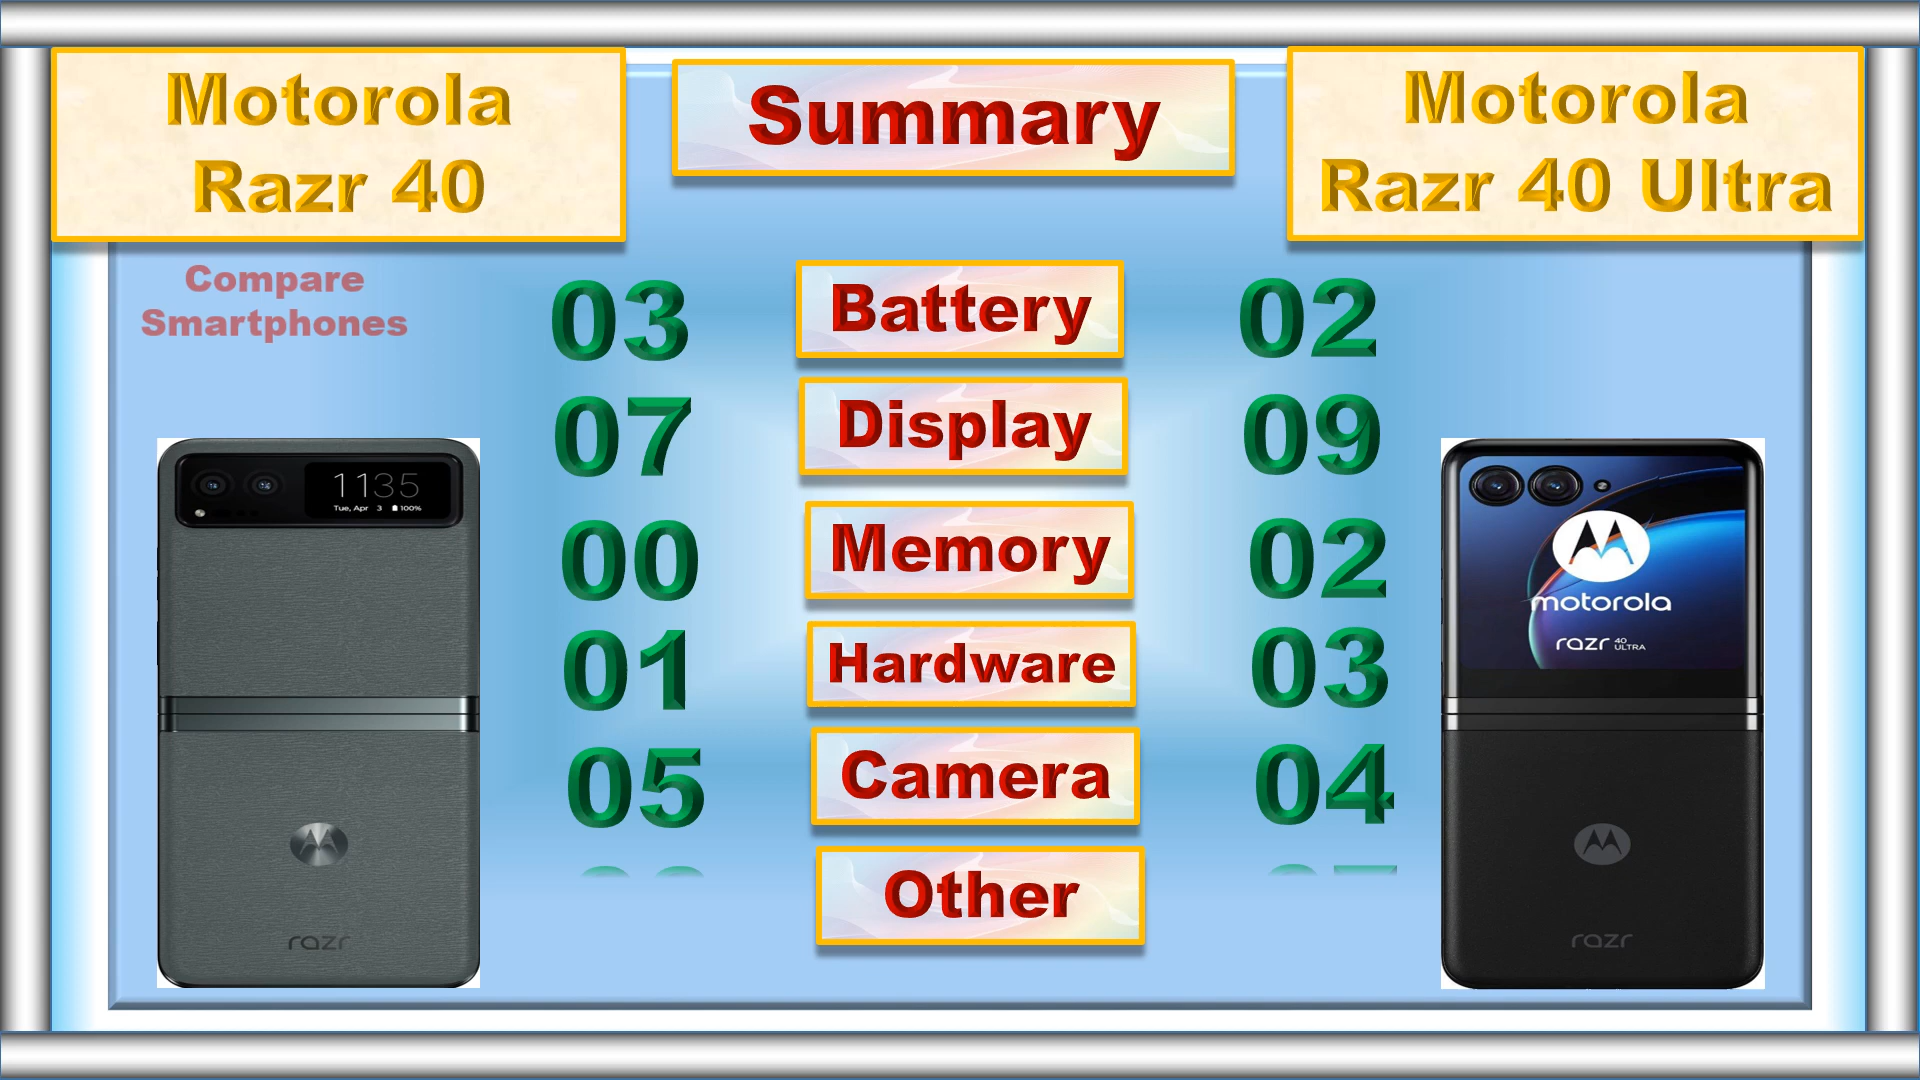 Motorola
Razr 40
Summary
Motorola
Razr 40 Ultra
Compare
Smartphones
03
Battery
02
07
Display
09
00
Memory
02
01
Hardware
03
05
Camera
04
Other
1135
Tue, Apr 3 100%
razr
motorola
razr 40 ULTRA
razr